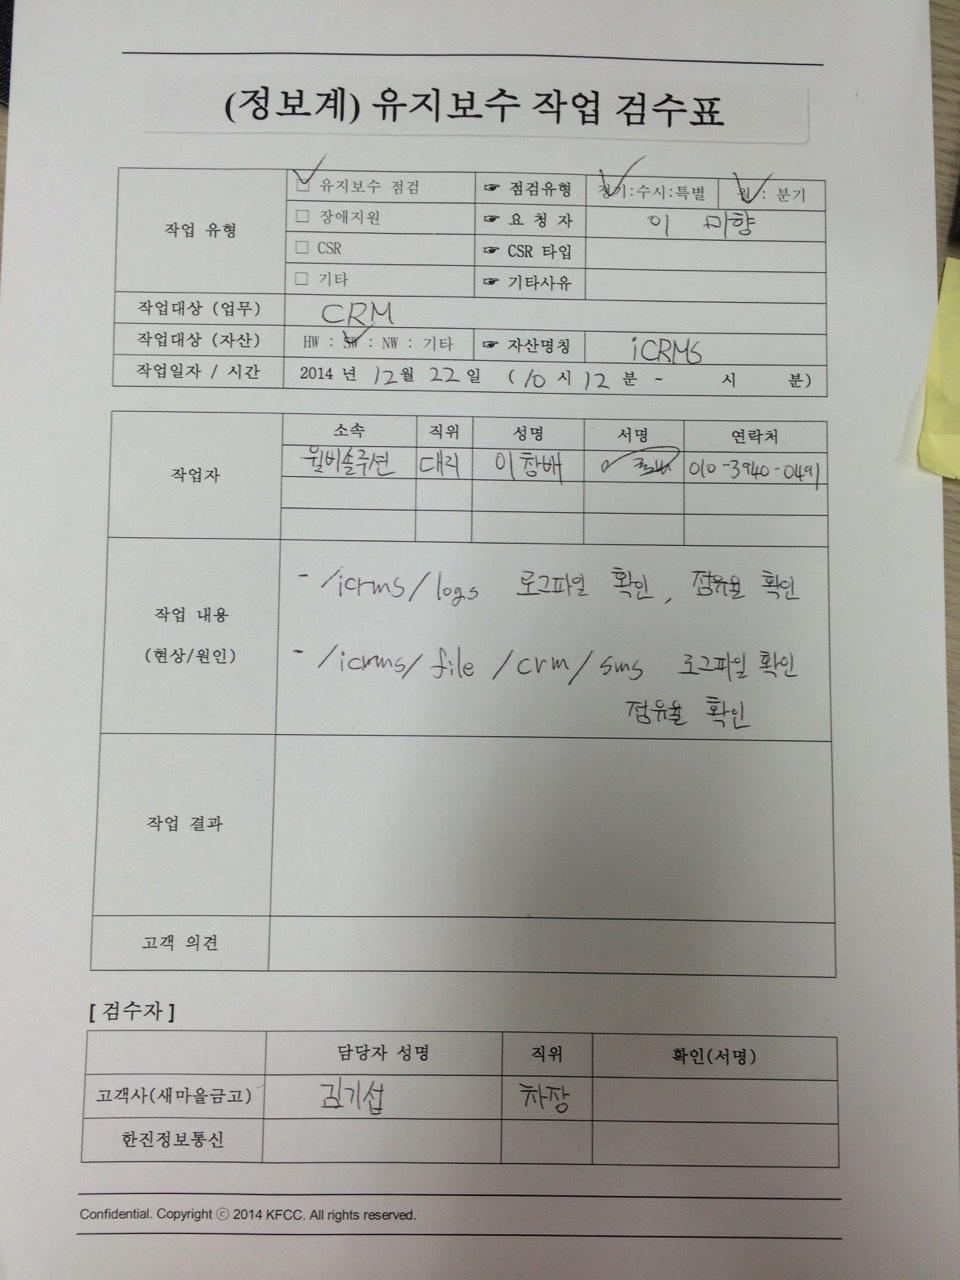 (정보계) 유지보수 작업 검수표
작업 유형
□ 유지보수 점검 ☞ 점검유형 정기:수시:특별 월 : 분기
□ 장애지원 ☞ 요 청 자 이 미향
□ CSR ☞ CSR 타입
□ 기타 ☞ 기타사유
작업대상 (업무) CRM
작업대상 (자산) HW : SW : NW : 기타 ☞ 자산명칭 iCRMS
작업일자 / 시간 2014 년 12 월 22 일 ( 10 시 12 분 ~ 시 분)
작업자
소속 직위 성명 서명 연락처
윌비솔루션 대리 이창배 010-3940-0491
작업 내용
(현상/원인)
- /icrms/logs 로그파일 확인, 점유율 확인
- /icrms/file /crm/sms 로그파일 확인
점유율 확인
작업 결과
고객 의견
[ 검수자 ]
담당자 성명 직위 확인(서명)
고객사(새마을금고) 김기섭 차장
한진정보통신
Confidential. Copyright ⓒ 2014 KFCC. All rights reserved.